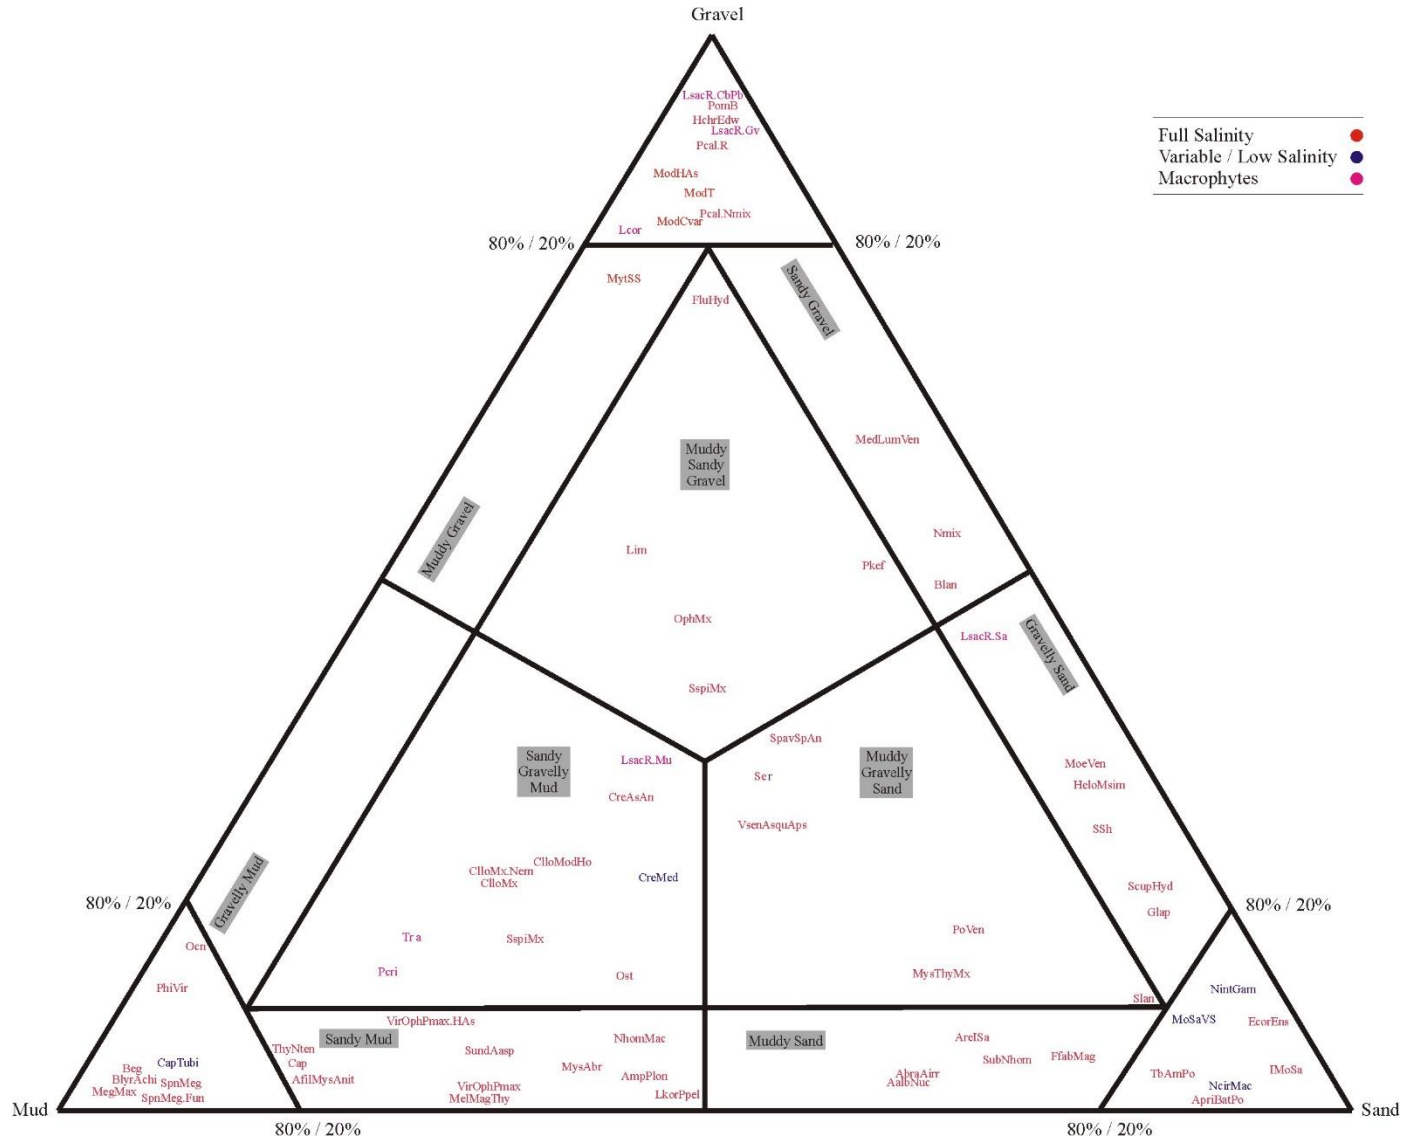 Gravel
LsacR.CbPb
PomB
HchrEdw
LsacR.Gv
Pcal.R
ModHAs
ModT
Pcal.Nmix
ModCvar
Lcor
Full Salinity
Variable / Low Salinity
Macrophytes
80% / 20%
80% / 20%
MytSS
FluHyd
Sandy Gravel
MedLumVen
Muddy
Sandy
Gravel
Muddy Gravel
Nmix
Lim
Pkef
Blan
OphMx
LsacR.Sa
Gravelly Sand
SspiMx
SpavSpAn
Sandy
Gravelly
Mud
LsacR.Mu
Ser
Muddy
Gravelly
Sand
MoeVen
HeloMsim
CreAsAn
VsenAsquAps
SSh
ClloModHo
ClloMx.Nem
ClloMx
CreMed
ScupHyd
Glap
Gravelly Mud
80% / 20%
80% / 20%
Ocn
Tra
SspiMx
PoVen
Pcri
Ost
MysThyMx
PhiVir
NintGam
Slan
VirOphPmax.HAs
MoSaVS
EcorEns
Sandy Mud
NhomMac
Muddy Sand
AreISa
ThyNten
SundAasp
SubNhom
FfabMag
Cap
CapTubi
MysAbr
Beg
BlyrAchi
SpnMeg
AfilMysAnit
AmpPlon
AbraAirr
AalbNuc
TbAmPo
IMoSa
MegMax
SpnMeg.Fun
VirOphPmax
MelMagThy
LkorPpel
NcirMac
ApriBatPo
Mud
Sand
80% / 20%
80% / 20%